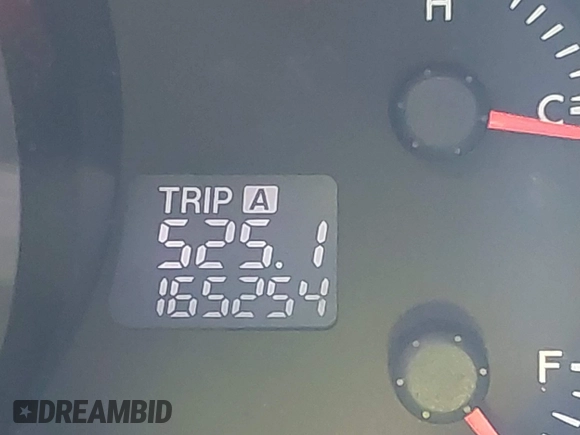 H
C
TRIP A
525.1
165254
F
DREAMBID